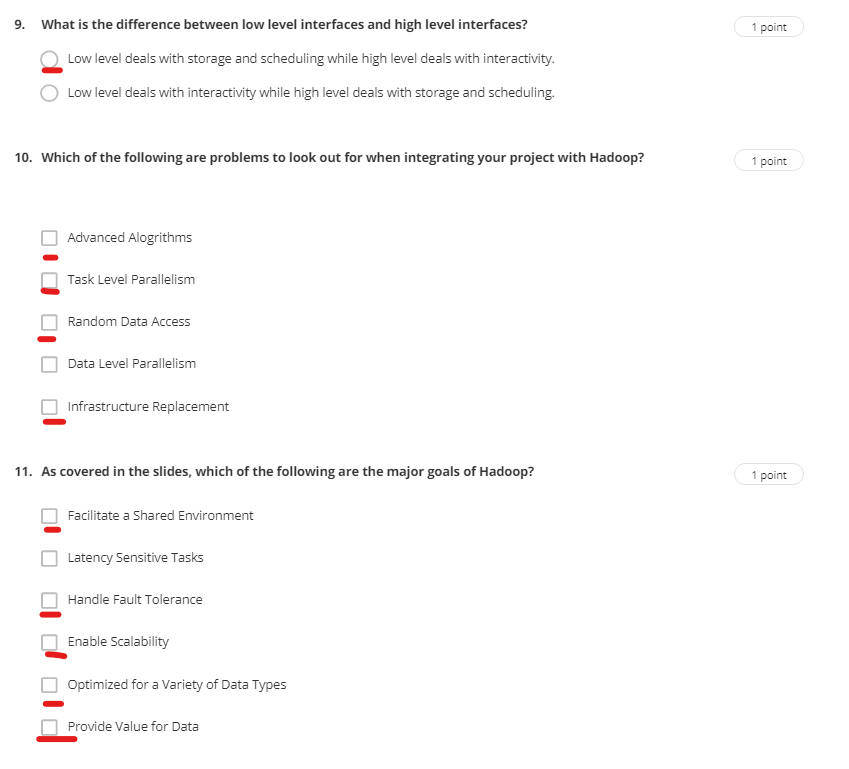 9. What is the difference between low level interfaces and high level interfaces?
1 point
Low level deals with storage and scheduling while high level deals with interactivity.
Low level deals with interactivity while high level deals with storage and scheduling.
10. Which of the following are problems to look out for when integrating your project with Hadoop?
1 point
Advanced Alogrithms
Task Level Parallelism
Random Data Access
Data Level Parallelism
Infrastructure Replacement
11. As covered in the slides, which of the following are the major goals of Hadoop?
1 point
Facilitate a Shared Environment
Latency Sensitive Tasks
Handle Fault Tolerance
Enable Scalability
Optimized for a Variety of Data Types
Provide Value for Data